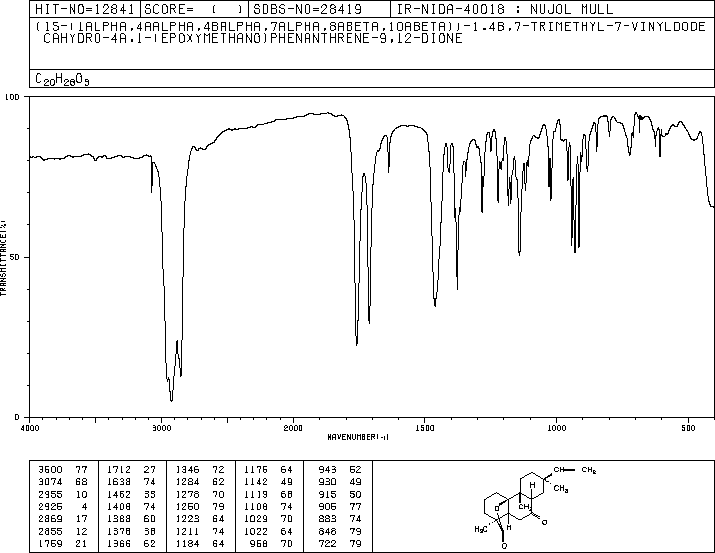 HIT-NO=12841 SCORE= ( ) SDBS-NO=28419 IR-NIDA-40018 : NUJOL MULL
(1S-(1ALPHA,4AALPHA,4BALPHA,7ALPHA,8ABETA,10ABETA))-1,4B,7-TRIMETHYL-7-VINYLDODE
CAHYDRO-4A,1-(EPOXYMETHANO)PHENANTHRENE-9,12-DIONE
C20H28O3
100
50
0
TRANSMITTANCE(%)
4000 3000 2000 1500 1000 500
WAVENUMBER(-1)
3600 77 1712 27 1346 72 1176 64 943 52
3074 68 1638 74 1284 62 1142 49 930 49
2955 10 1462 35 1278 70 1119 68 915 50
2925 4 1408 74 1250 79 1108 74 905 77
2869 17 1388 60 1223 64 1029 70 883 74
2855 12 1378 38 1211 74 1022 64 848 79
1759 21 1366 62 1184 64 958 70 722 79
CH CH2
H
CH3
CH3
O
H
H3C
O
O